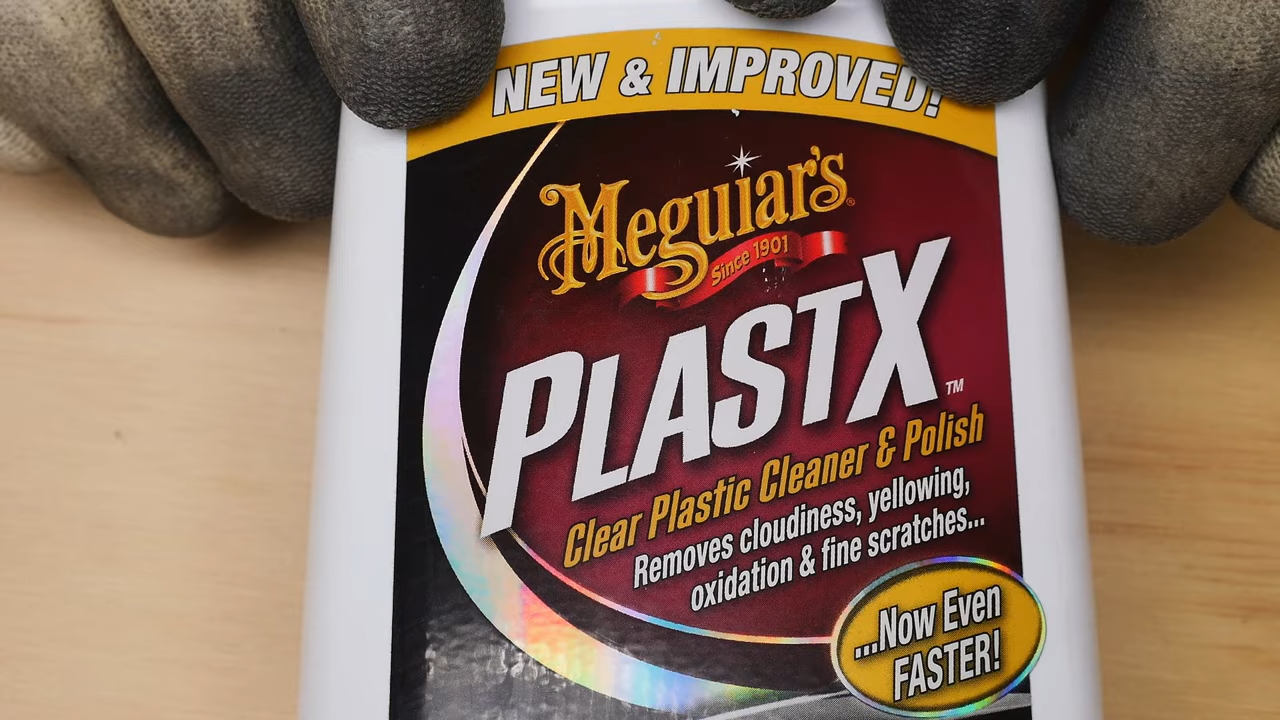 NEW & IMPROVED!
Meguiar's®
Since 1901
PLASTX™
Clear Plastic Cleaner & Polish
Removes cloudiness, yellowing,
oxidation & fine scratches...
...Now Even
FASTER!